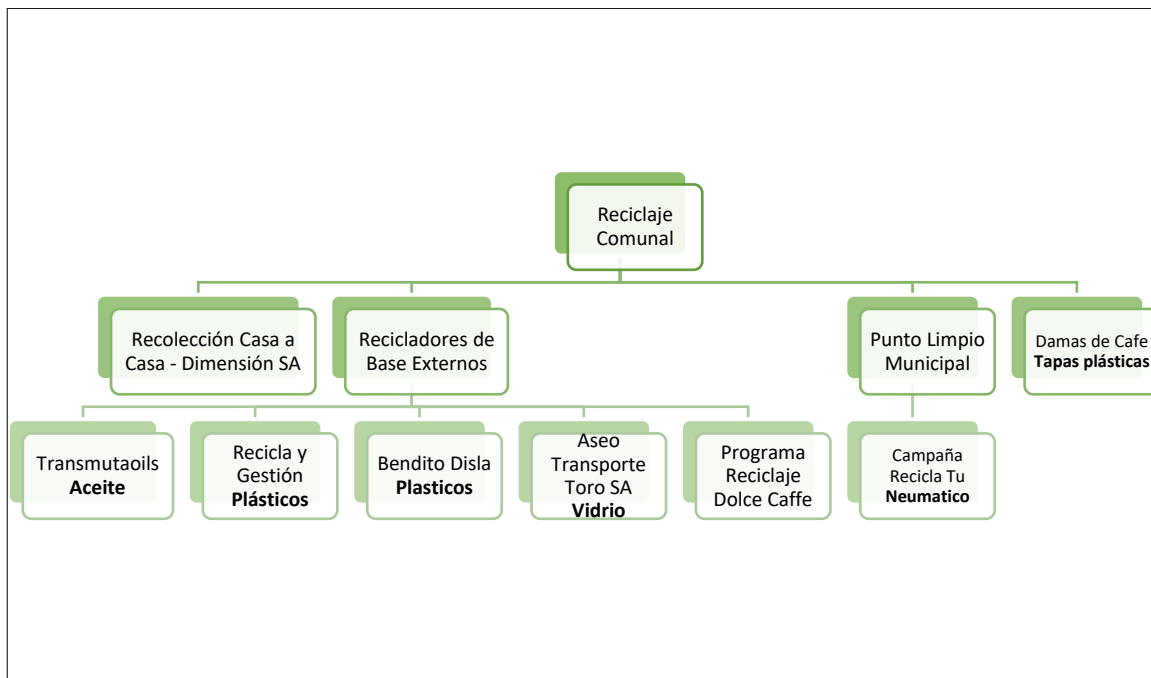 Reciclaje
Comunal
Recolección Casa a
Casa - Dimensión SA
Recicladores de
Base Externos
Punto Limpio
Municipal
Damas de Cafe
Tapas plásticas
Transmutaoils
Aceite
Recicla y
Gestión
Plásticos
Bendito Disla
Plasticos
Aseo
Transporte
Toro SA
Vidrio
Programa
Reciclaje
Dolce Caffe
Campaña
Recicla Tu
Neumatico